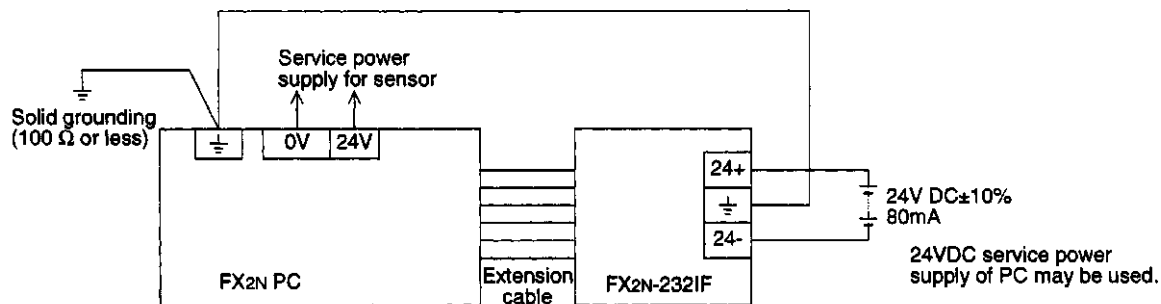 Service power
supply for sensor
Solid grounding
(100 Ω or less)
0V
24V
24+
24-
24V DC±10%
80mA
24VDC service power
supply of PC may be used.
FX2N PC
Extension
cable
FX2N-232IF